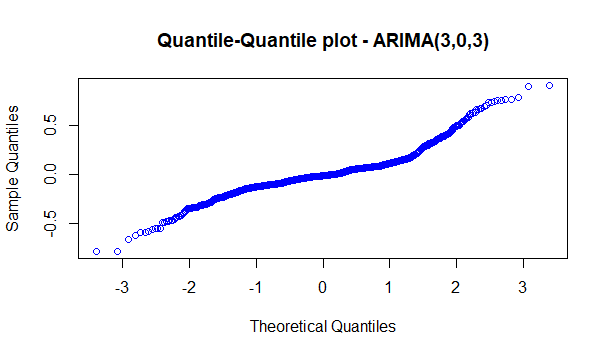 Quantile-Quantile plot - ARIMA(3,0,3)
Sample Quantiles
0.5
0.0
-0.5
-3 -2 -1 0 1 2 3
Theoretical Quantiles